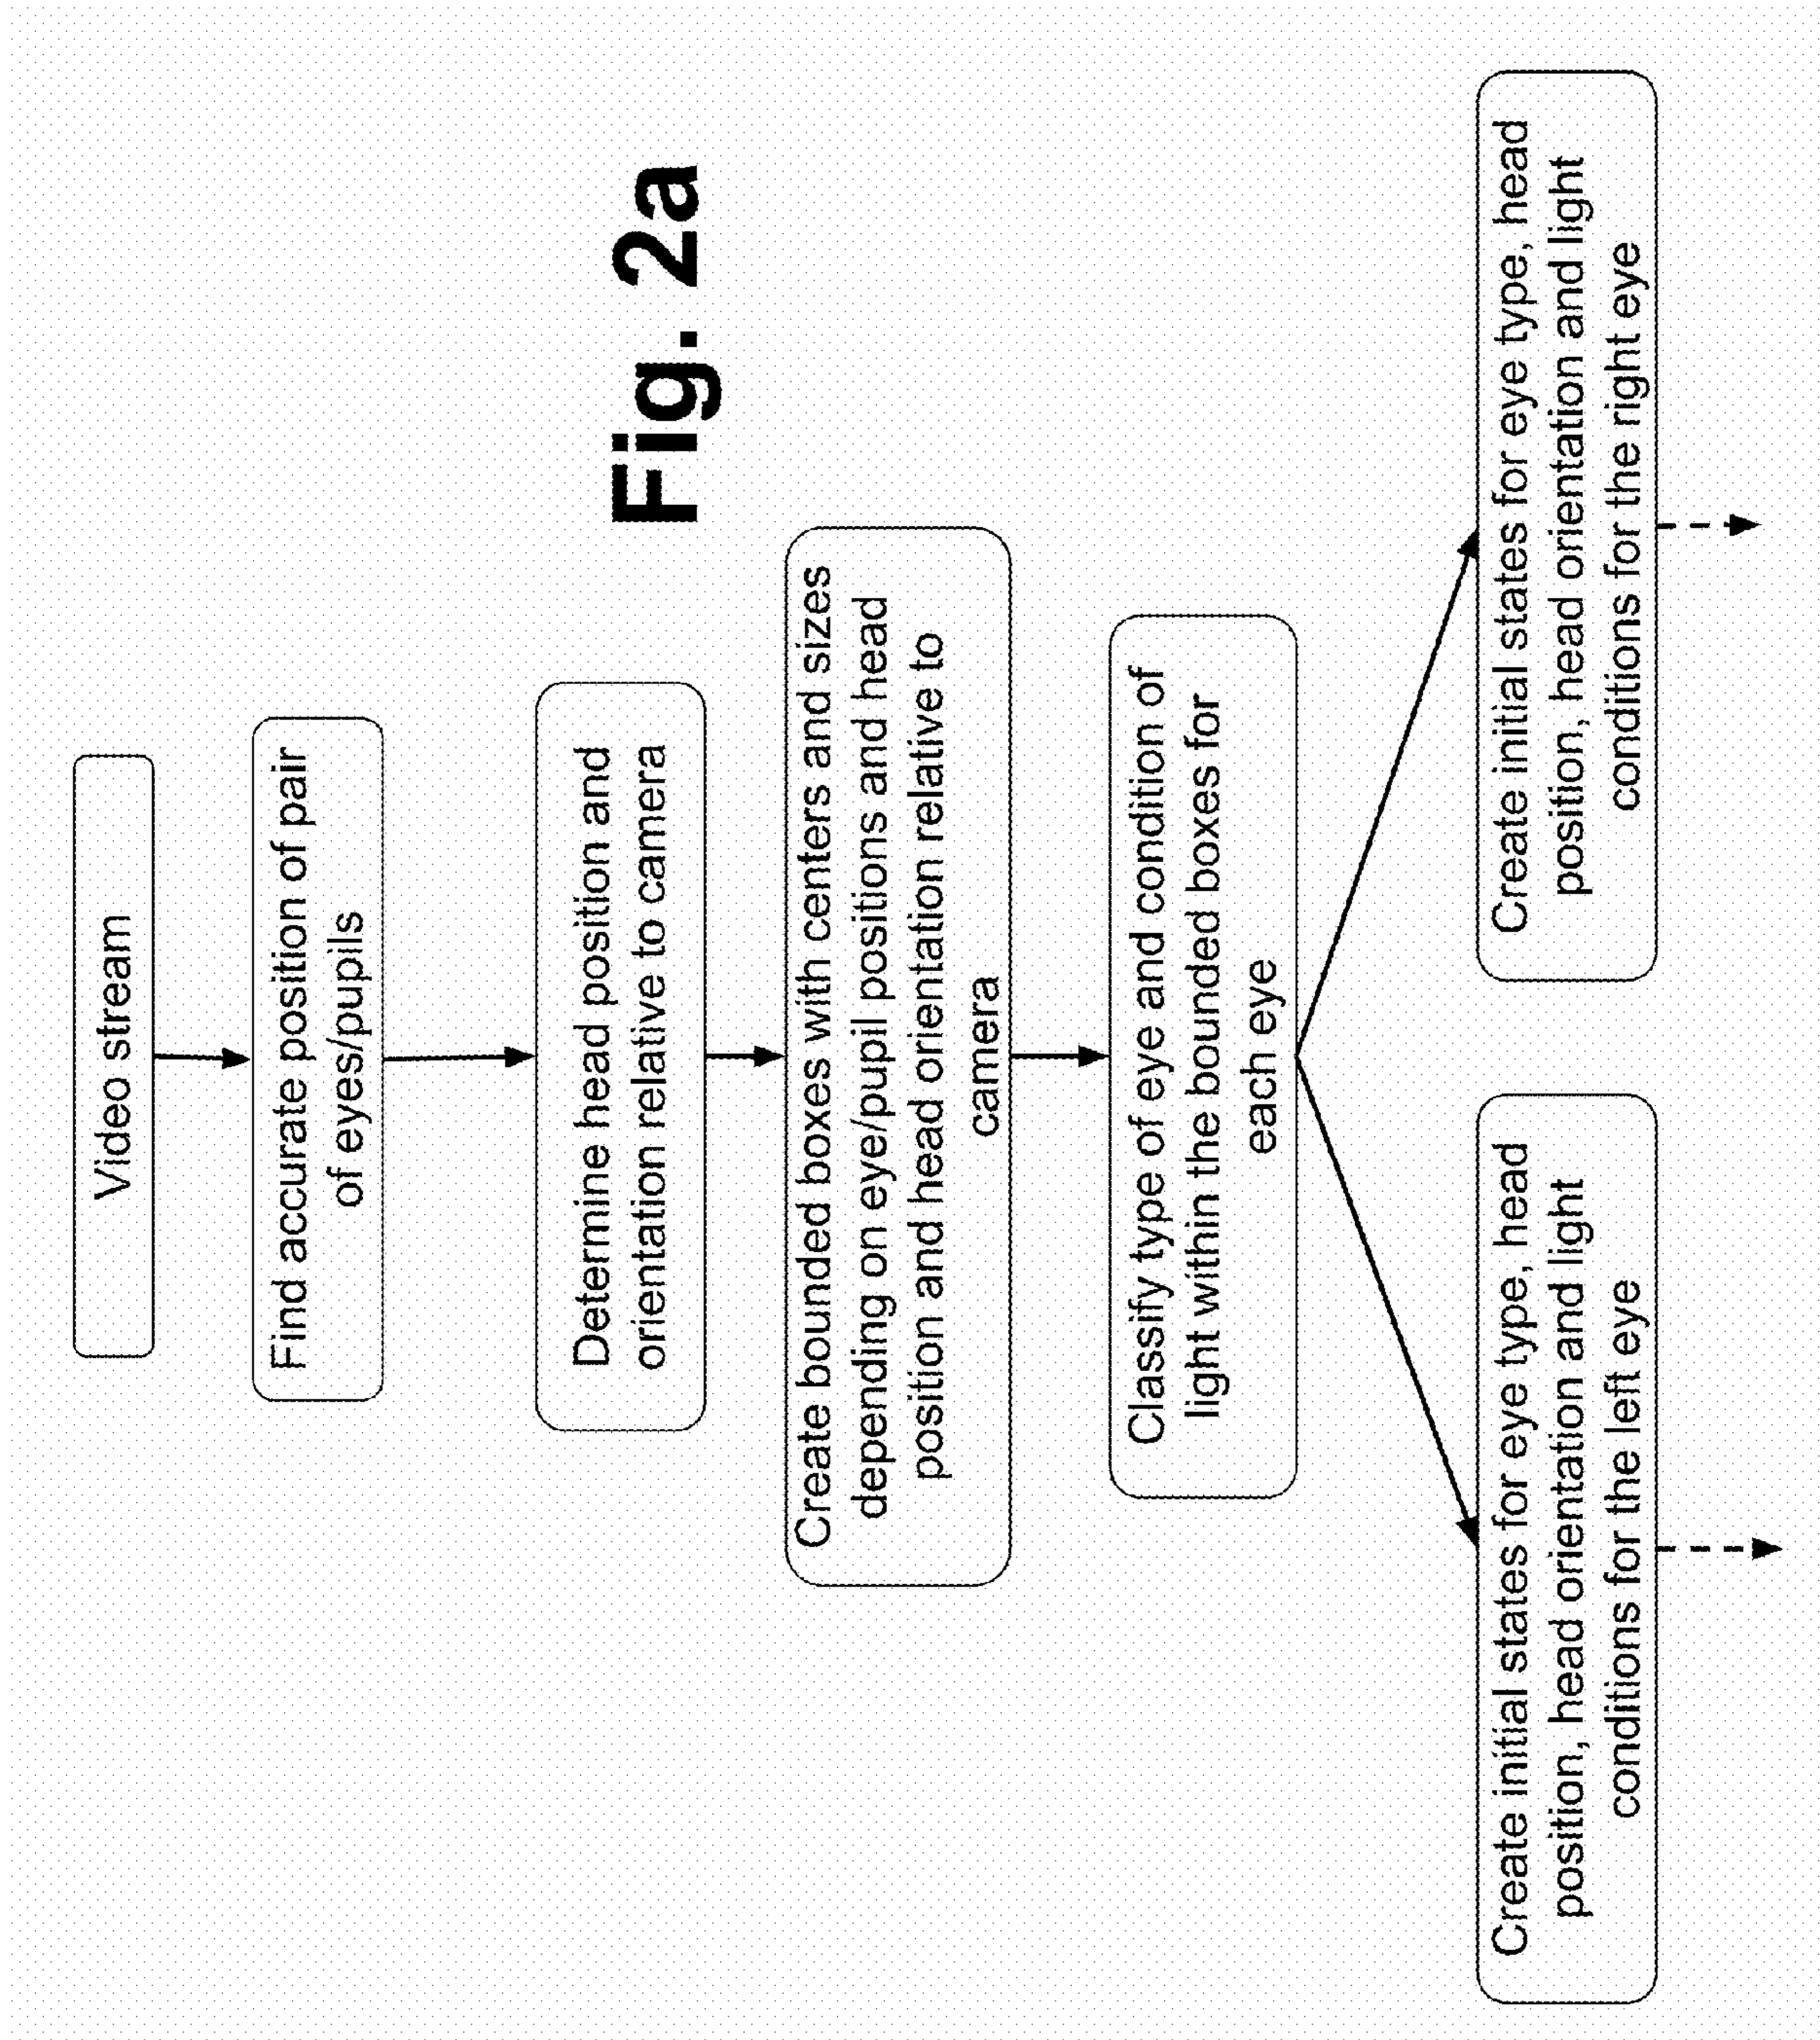 Video stream
Find accurate position of pair
of eyes/pupils
Determine head position and
orientation relative to camera
Fig. 2a
Create bounded boxes with centers and sizes
depending on eye/pupil positions and head
position and head orientation relative to
camera
Classify type of eye and condition of
light within the bounded boxes for
each eye
Create initial states for eye type, head
position, head orientation and light
conditions for the left eye
Create initial states for eye type, head
position, head orientation and light
conditions for the right eye